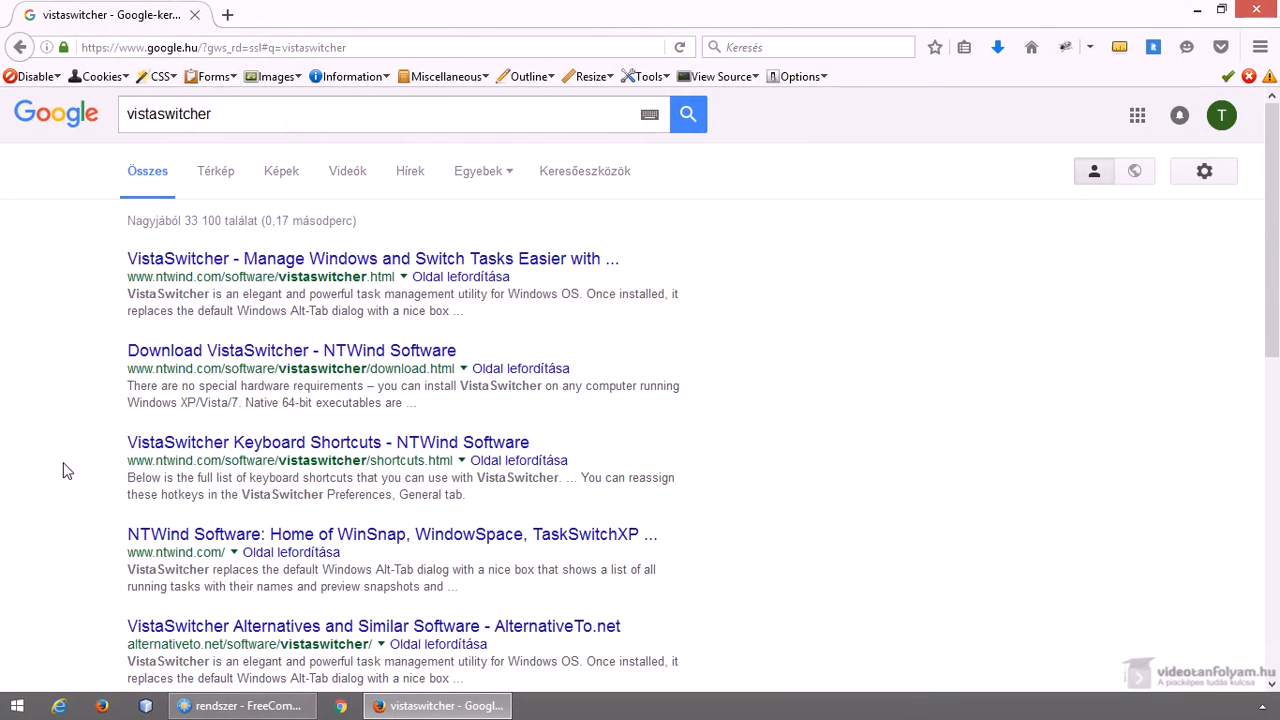 vistaswitcher - Google-ker...
https://www.google.hu/?gws_rd=ssl#q=vistaswitcher
Keresés
Disable Cookies CSS Forms Images Information Miscellaneous Outline Resize Tools View Source Options
Google
vistaswitcher
T
Összes Térkép Képek Videók Hírek Egyebek Keresőeszközök
Nagyjából 33 100 találat (0,17 másodperc)
VistaSwitcher - Manage Windows and Switch Tasks Easier with ...
www.ntwind.com/software/vistaswitcher.html Oldal lefordítása
VistaSwitcher is an elegant and powerful task management utility for Windows OS. Once installed, it
replaces the default Windows Alt-Tab dialog with a nice box ...
Download VistaSwitcher - NTWind Software
www.ntwind.com/software/vistaswitcher/download.html Oldal lefordítása
There are no special hardware requirements – you can install VistaSwitcher on any computer running
Windows XP/Vista/7. Native 64-bit executables are ...
VistaSwitcher Keyboard Shortcuts - NTWind Software
www.ntwind.com/software/vistaswitcher/shortcuts.html Oldal lefordítása
Below is the full list of keyboard shortcuts that you can use with VistaSwitcher. ... You can reassign
these hotkeys in the VistaSwitcher Preferences, General tab.
NTWind Software: Home of WinSnap, WindowSpace, TaskSwitchXP ...
www.ntwind.com/ Oldal lefordítása
VistaSwitcher replaces the default Windows Alt-Tab dialog with a nice box that shows a list of all
running tasks with their names and preview snapshots and ...
VistaSwitcher Alternatives and Similar Software - AlternativeTo.net
alternativeto.net/software/vistaswitcher/ Oldal lefordítása
VistaSwitcher is an elegant and powerful task management utility for Windows OS. Once installed, it
replaces the default Windows Alt-Tab dialog with a nice box ...
videotanfolyam.hu
A piacképes tudás kulcsa
rendszer - FreeCom... vistaswitcher - Googl...